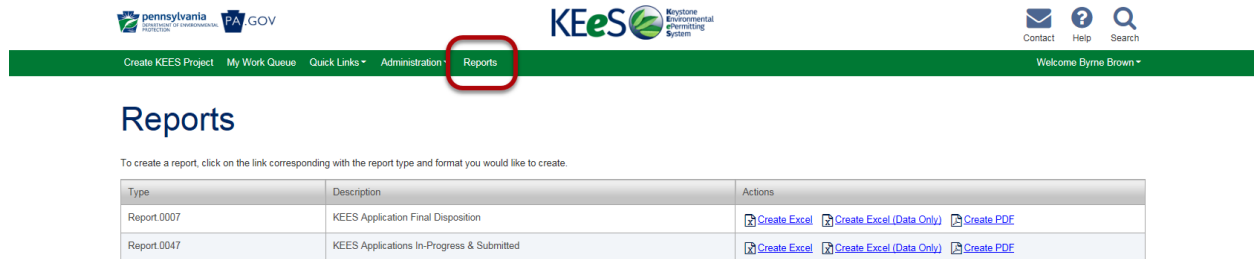 pennsylvania
DEPARTMENT OF ENVIRONMENTAL
PROTECTION
PA.GOV
KEeS
Keystone
Environmental
ePermitting
System
Contact Help Search
Create KEES Project My Work Queue Quick Links Administration Reports Welcome Byrne Brown
Reports
To create a report, click on the link corresponding with the report type and format you would like to create.
Type Description Actions
Report.0007 KEES Application Final Disposition Create Excel Create Excel (Data Only) Create PDF
Report.0047 KEES Applications In-Progress & Submitted Create Excel Create Excel (Data Only) Create PDF